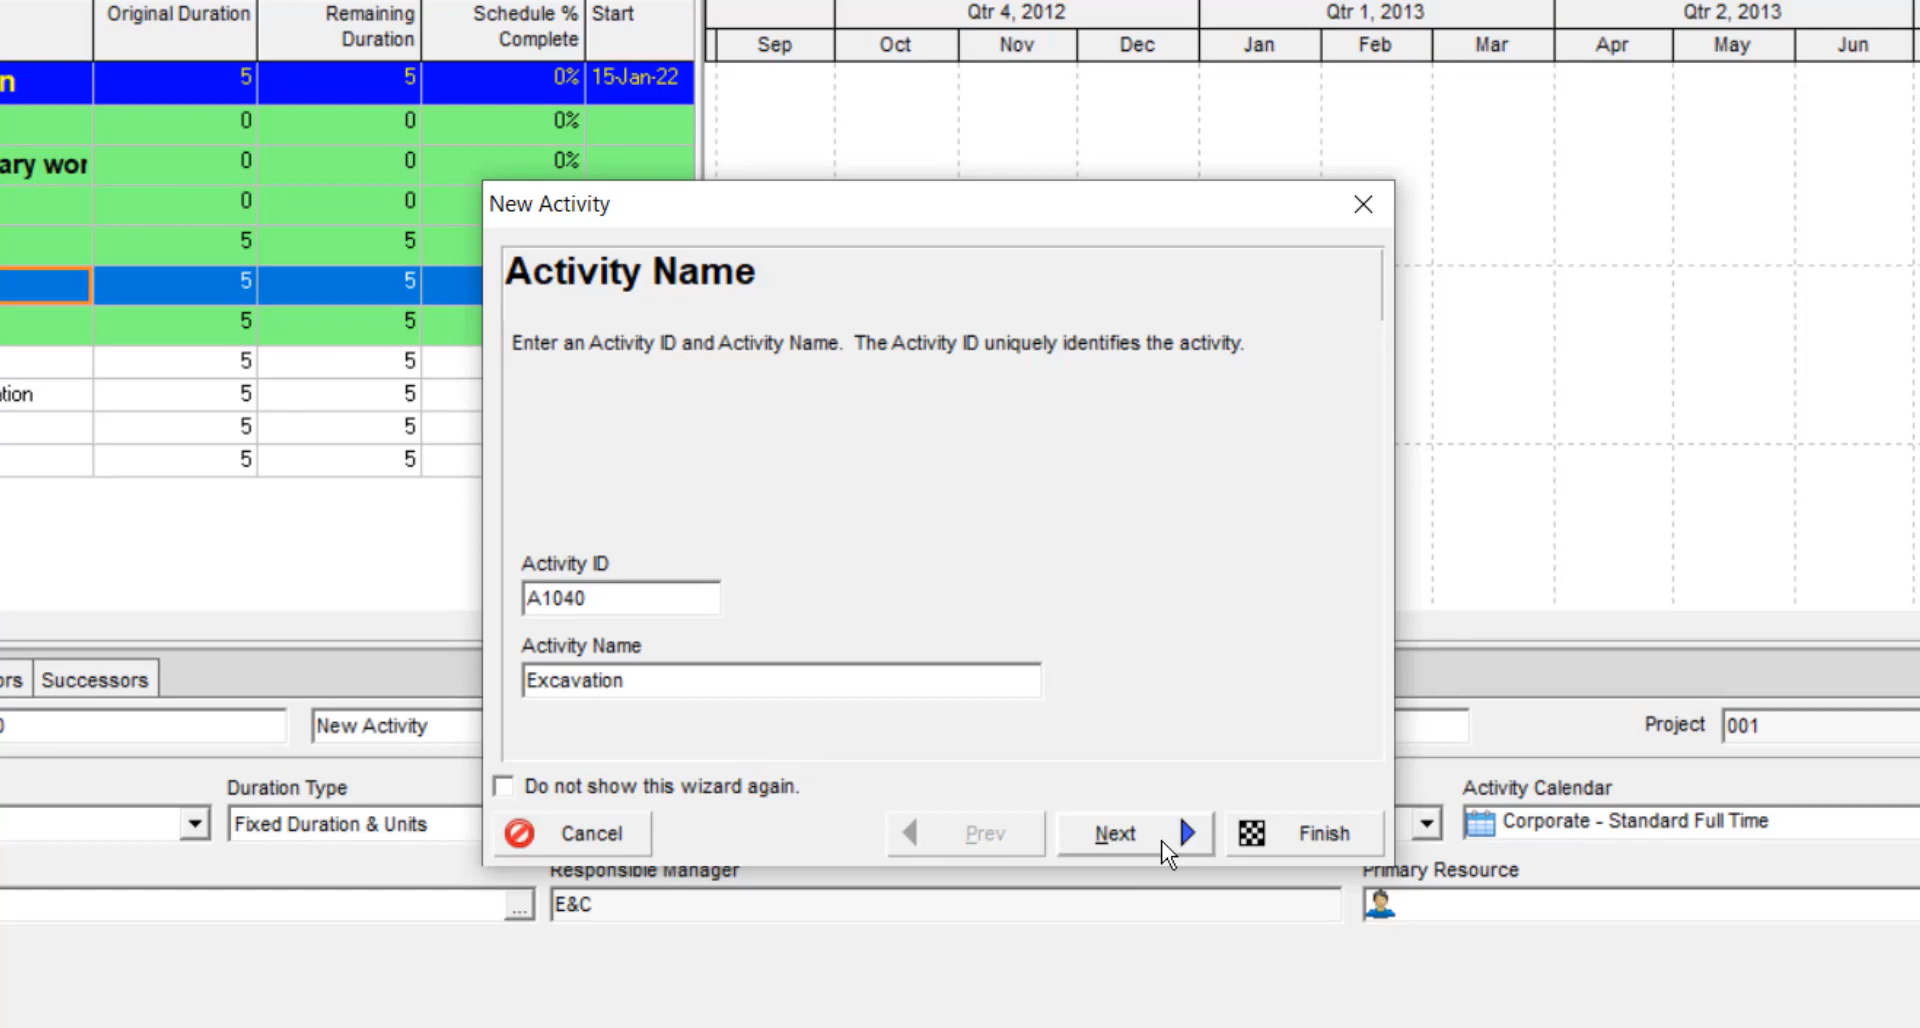 Original Duration Remaining Duration Schedule % Complete Start
Qtr 4, 2012 Qtr 1, 2013 Qtr 2, 2013
Sep Oct Nov Dec Jan Feb Mar Apr May Jun
n 5 5 0% 15-Jan-22
0 0 0%
ary wor 0 0 0%
0 0
5 5
5 5
5 5
5 5
tion 5 5
5 5
5 5
New Activity
Activity Name
Enter an Activity ID and Activity Name. The Activity ID uniquely identifies the activity.
Activity ID
A1040
Activity Name
Excavation
Do not show this wizard again.
Cancel Prev Next Finish
ors Successors
0 New Activity Project 001
Duration Type Activity Calendar
Fixed Duration & Units Corporate - Standard Full Time
Responsible Manager Primary Resource
... E&C